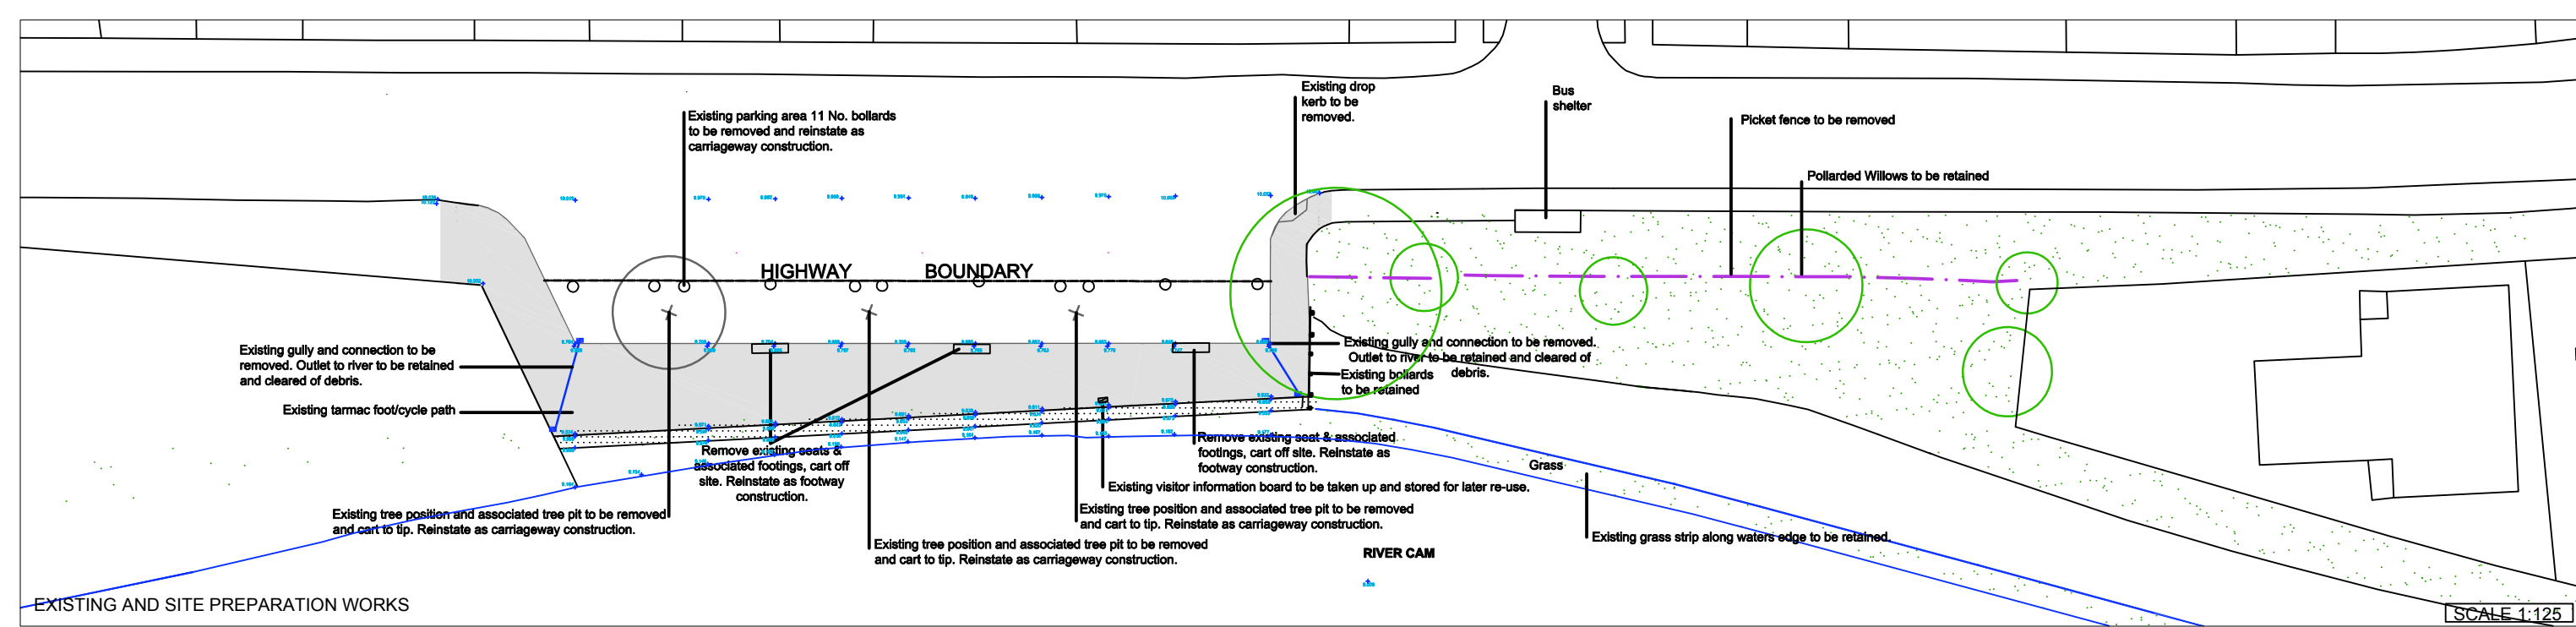 Existing drop
kerb to be
removed.
Bus
shelter
Existing parking area 11 No. bollards
to be removed and reinstate as
carriageway construction.
Picket fence to be removed
Pollarded Willows to be retained
HIGHWAY BOUNDARY
Existing gully and connection to be
removed. Outlet to river to be retained
and cleared of debris.
Existing tarmac foot/cycle path
Existing gully and connection to be removed.
Outlet to river to be retained and cleared of
debris.
Existing bollards
to be retained
Remove existing seats &
associated footings, cart off
site. Reinstate as footway
construction.
Remove existing seat & associated
footings, cart off site. Reinstate as
footway construction.
Grass
Existing visitor information board to be taken up and stored for later re-use.
Existing tree position and associated tree pit to be removed
and cart to tip. Reinstate as carriageway construction.
Existing tree position and associated tree pit to be removed
and cart to tip. Reinstate as carriageway construction.
Existing tree position and associated tree pit to be removed
and cart to tip. Reinstate as carriageway construction.
Existing grass strip along waters edge to be retained.
RIVER CAM
EXISTING AND SITE PREPARATION WORKS
SCALE 1:125